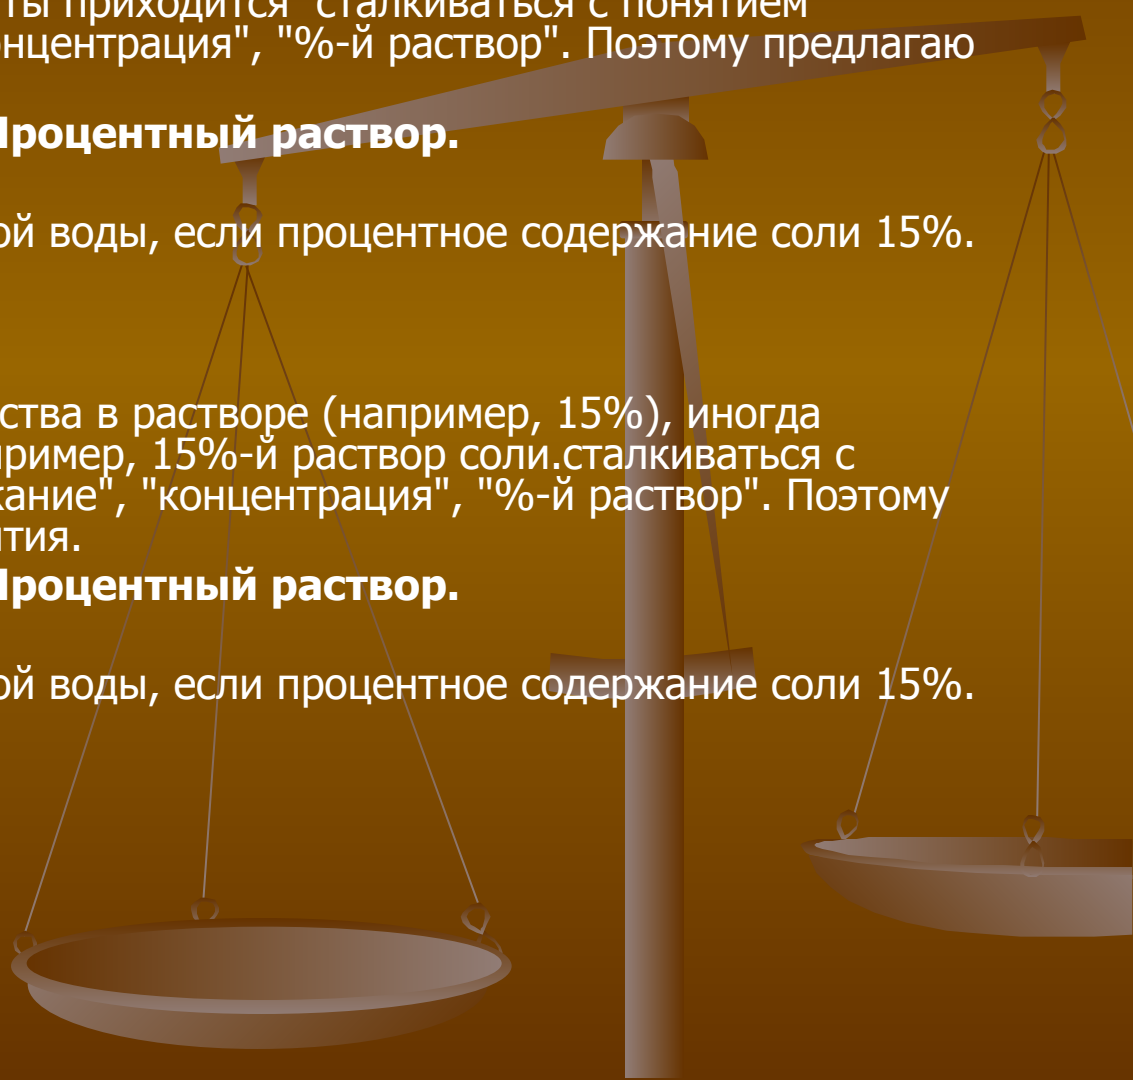 ты приходится сталкиваться с понятием
нцентрация", "%-й раствор". Поэтому предлагаю
Процентный раствор.
ой воды, если процентное содержание соли 15%.
ства в растворе (например, 15%), иногда
пример, 15%-й раствор соли.сталкиваться с
кание", "концентрация", "%-й раствор". Поэтому
тия.
Процентный раствор.
ой воды, если процентное содержание соли 15%.